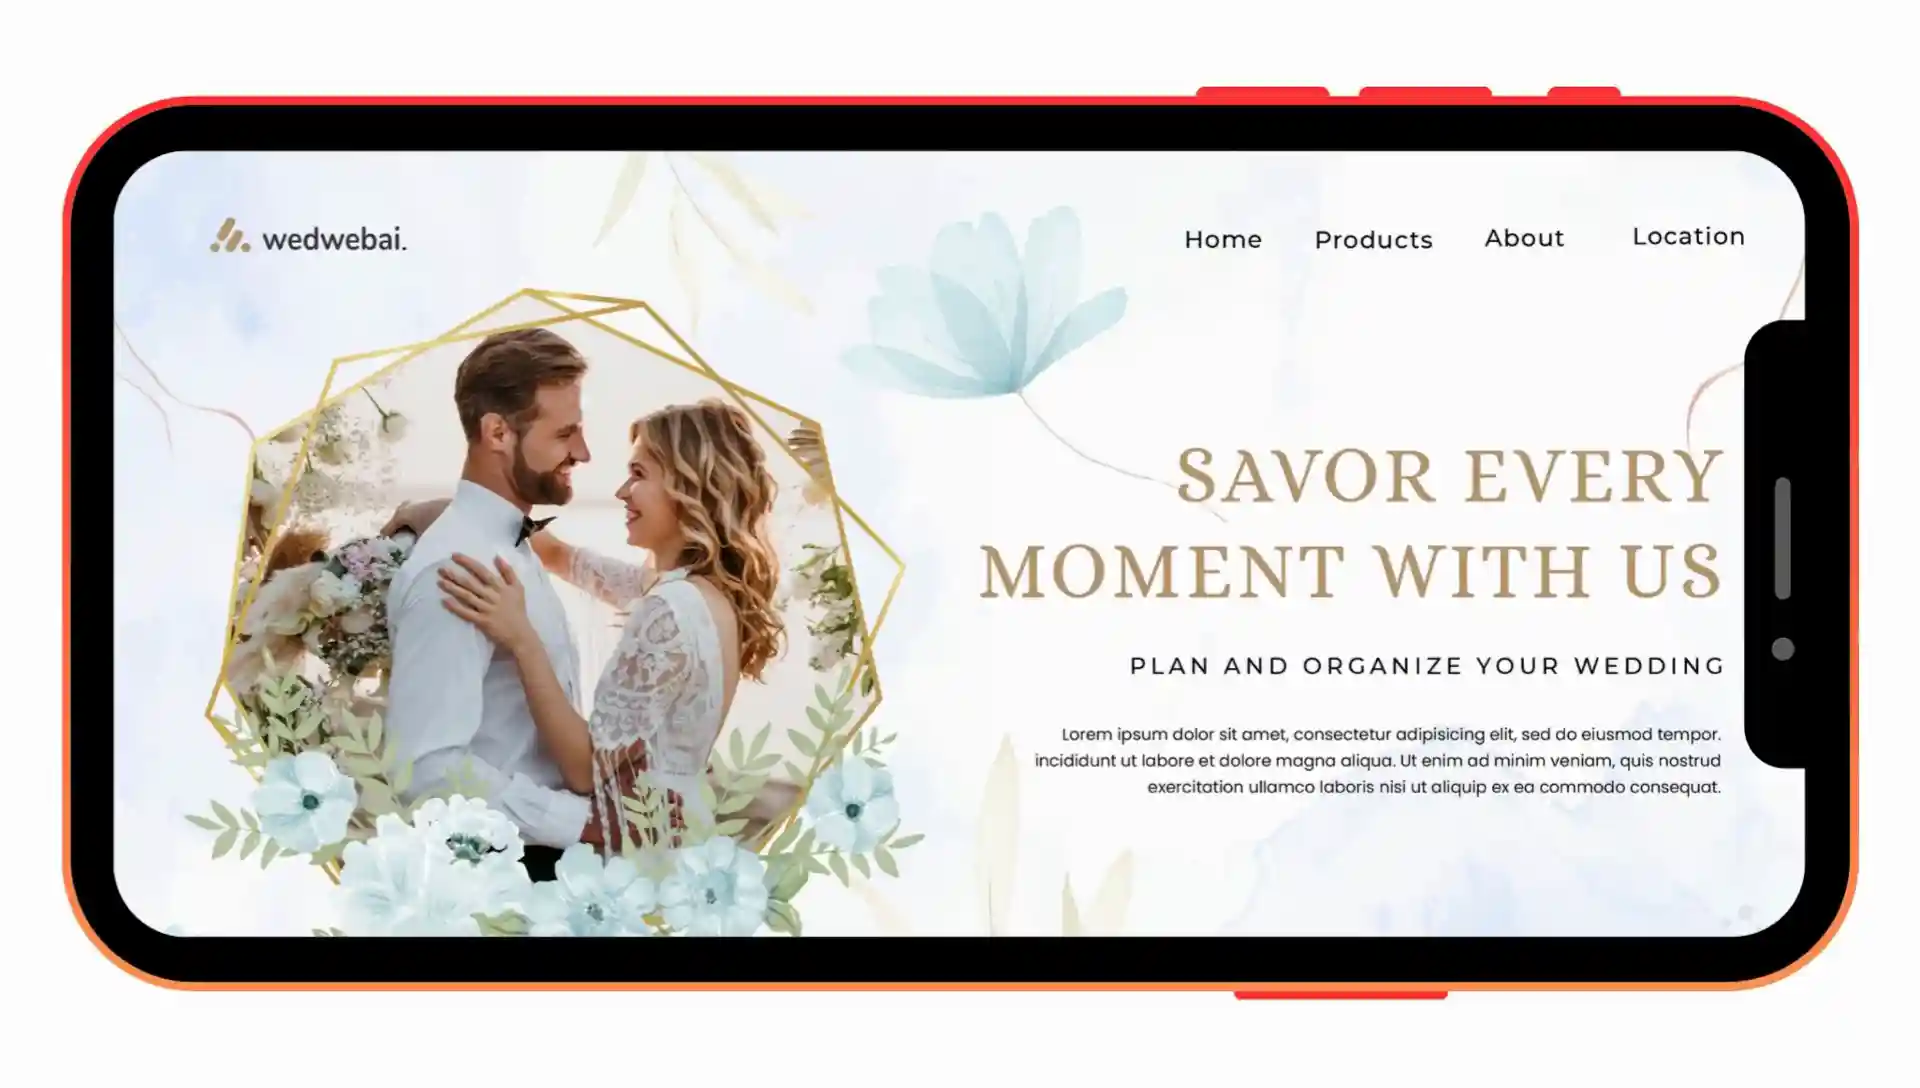 wedwebai.
Home Products About Location
SAVOR EVERY
MOMENT WITH US
PLAN AND ORGANIZE YOUR WEDDING
Lorem ipsum dolor sit amet, consectetur adipisicing elit, sed do eiusmod tempor.
incididunt ut labore et dolore magna aliqua. Ut enim ad minim veniam, quis nostrud
exercitation ullamco laboris nisi ut aliquip ex ea commodo consequat.